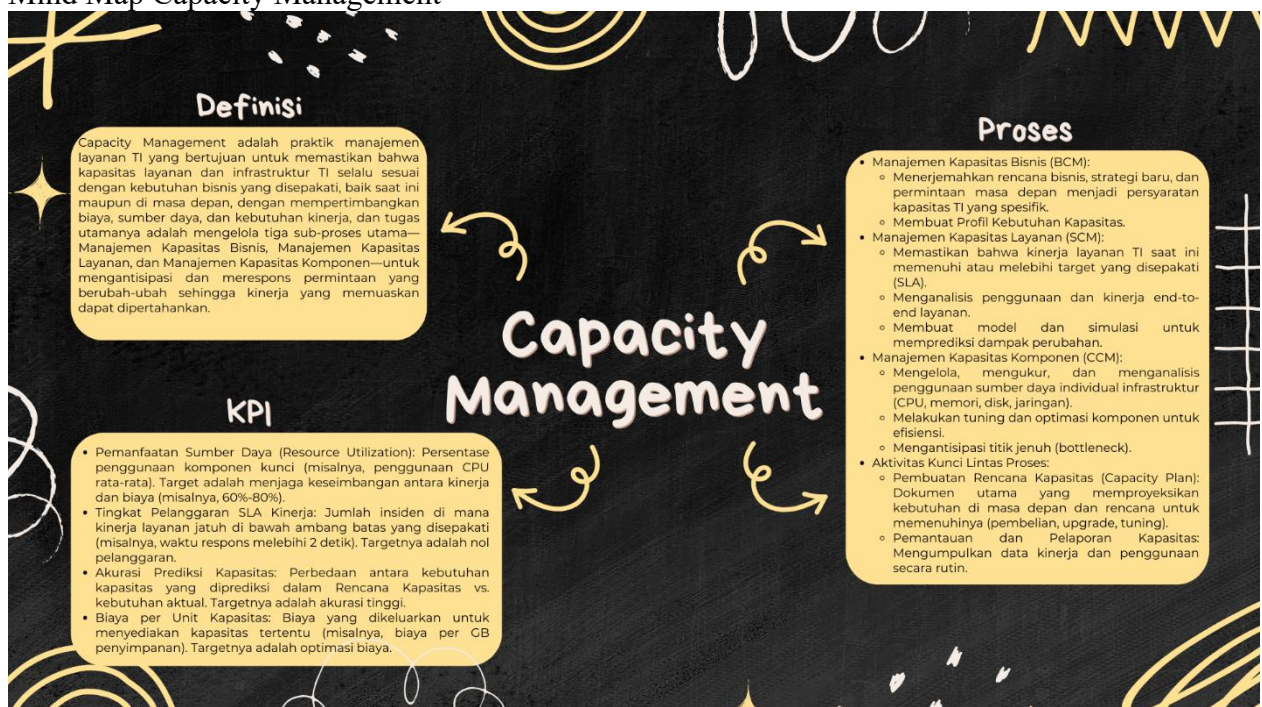 Mind Map Capacity Management
Definisi
Capacity Management adalah praktik manajemen
layanan TI yang bertujuan untuk memastikan bahwa
kapasitas layanan dan infrastruktur TI selalu sesuai
dengan kebutuhan bisnis yang disepakati, baik saat ini
maupun di masa depan, dengan mempertimbangkan
biaya, sumber daya, dan kebutuhan kinerja, dan tugas
utamanya adalah mengelola tiga sub-proses utama—
Manajemen Kapasitas Bisnis, Manajemen Kapasitas
Layanan, dan Manajemen Kapasitas Komponen—untuk
mengantisipasi dan merespons permintaan yang
berubah-ubah sehingga kinerja yang memuaskan
dapat dipertahankan.
Capacity
Management
KPI
• Pemanfaatan Sumber Daya (Resource Utilization): Persentase
penggunaan komponen kunci (misalnya, penggunaan CPU
rata-rata). Target adalah menjaga keseimbangan antara kinerja
dan biaya (misalnya, 60%-80%).
• Tingkat Pelanggaran SLA Kinerja: Jumlah insiden di mana
kinerja layanan jatuh di bawah ambang batas yang disepakati
(misalnya, waktu respons melebihi 2 detik). Targetnya adalah nol
pelanggaran.
• Akurasi Prediksi Kapasitas: Perbedaan antara kebutuhan
kapasitas yang diprediksi dalam Rencana Kapasitas vs.
kebutuhan aktual. Targetnya adalah akurasi tinggi.
• Biaya per Unit Kapasitas: Biaya yang dikeluarkan untuk
menyediakan kapasitas tertentu (misalnya, biaya per GB
penyimpanan). Targetnya adalah optimasi biaya.
Proses
• Manajemen Kapasitas Bisnis (BCM):
◦ Menerjemahkan rencana bisnis, strategi baru, dan
permintaan masa depan menjadi persyaratan
kapasitas TI yang spesifik.
◦ Membuat Profil Kebutuhan Kapasitas.
• Manajemen Kapasitas Layanan (SCM):
◦ Memastikan bahwa kinerja layanan TI saat ini
memenuhi atau melebihi target yang disepakati
(SLA).
◦ Menganalisis penggunaan dan kinerja end-to-
end layanan.
◦ Membuat model dan simulasi untuk
memprediksi dampak perubahan.
• Manajemen Kapasitas Komponen (CCM):
◦ Mengelola, mengukur, dan menganalisis
penggunaan sumber daya individual infrastruktur
(CPU, memori, disk, jaringan).
◦ Melakukan tuning dan optimasi komponen untuk
efisiensi.
◦ Mengantisipasi titik jenuh (bottleneck).
• Aktivitas Kunci Lintas Proses:
◦ Pembuatan Rencana Kapasitas (Capacity Plan):
Dokumen utama yang memproyeksikan
kebutuhan di masa depan dan rencana untuk
memenuhinya (pembelian, upgrade, tuning).
◦ Pemantauan dan Pelaporan Kapasitas:
Mengumpulkan data kinerja dan penggunaan
secara rutin.